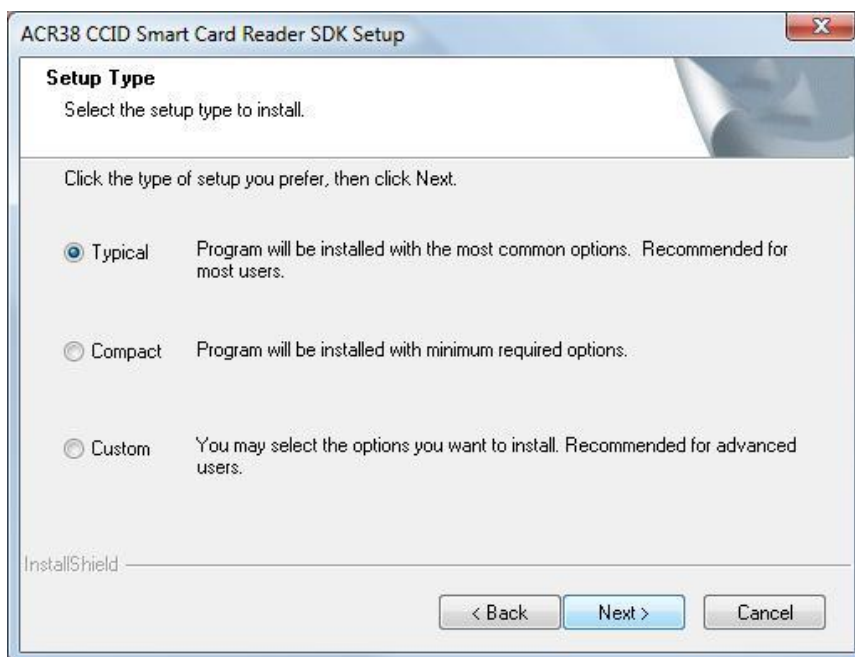 ACR38 CCID Smart Card Reader SDK Setup
Setup Type
Select the setup type to install.
Click the type of setup you prefer, then click Next.
Typical Program will be installed with the most common options. Recommended for
most users.
Compact Program will be installed with minimum required options.
Custom You may select the options you want to install. Recommended for advanced
users.
InstallShield
< Back Next > Cancel